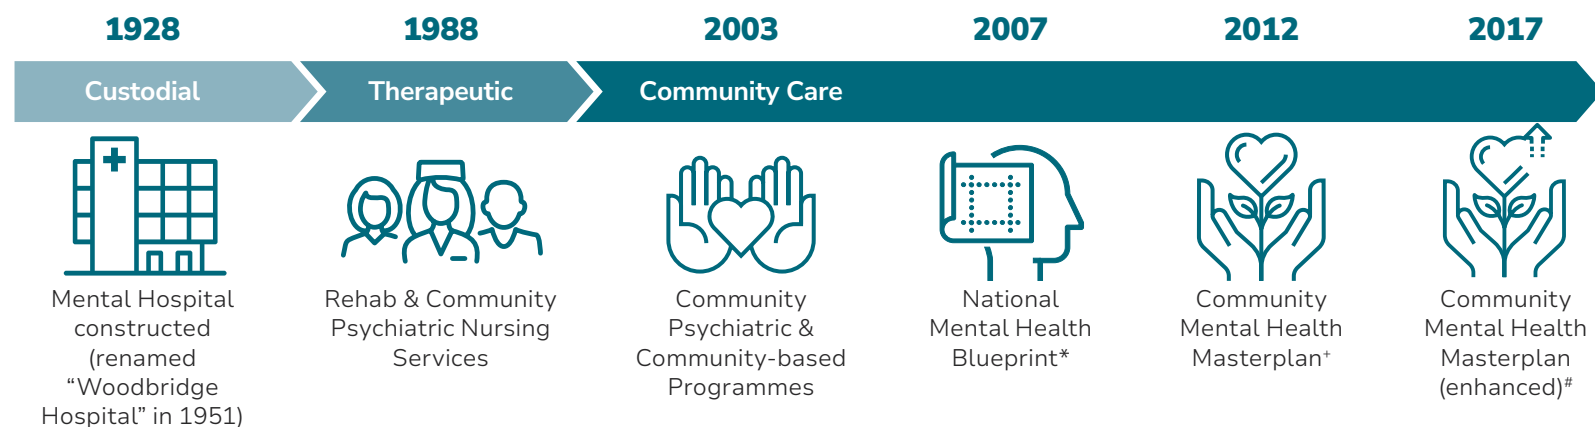 1928
1988
2003
2007
2012
2017
Custodial
Therapeutic
Community Care
Mental Hospital
constructed
(renamed
“Woodbridge
Hospital” in 1951)
Rehab & Community
Psychiatric Nursing
Services
Community
Psychiatric &
Community-based
Programmes
National
Mental Health
Blueprint*
Community
Mental Health
Masterplan⁺
Community
Mental Health
Masterplan
(enhanced)#